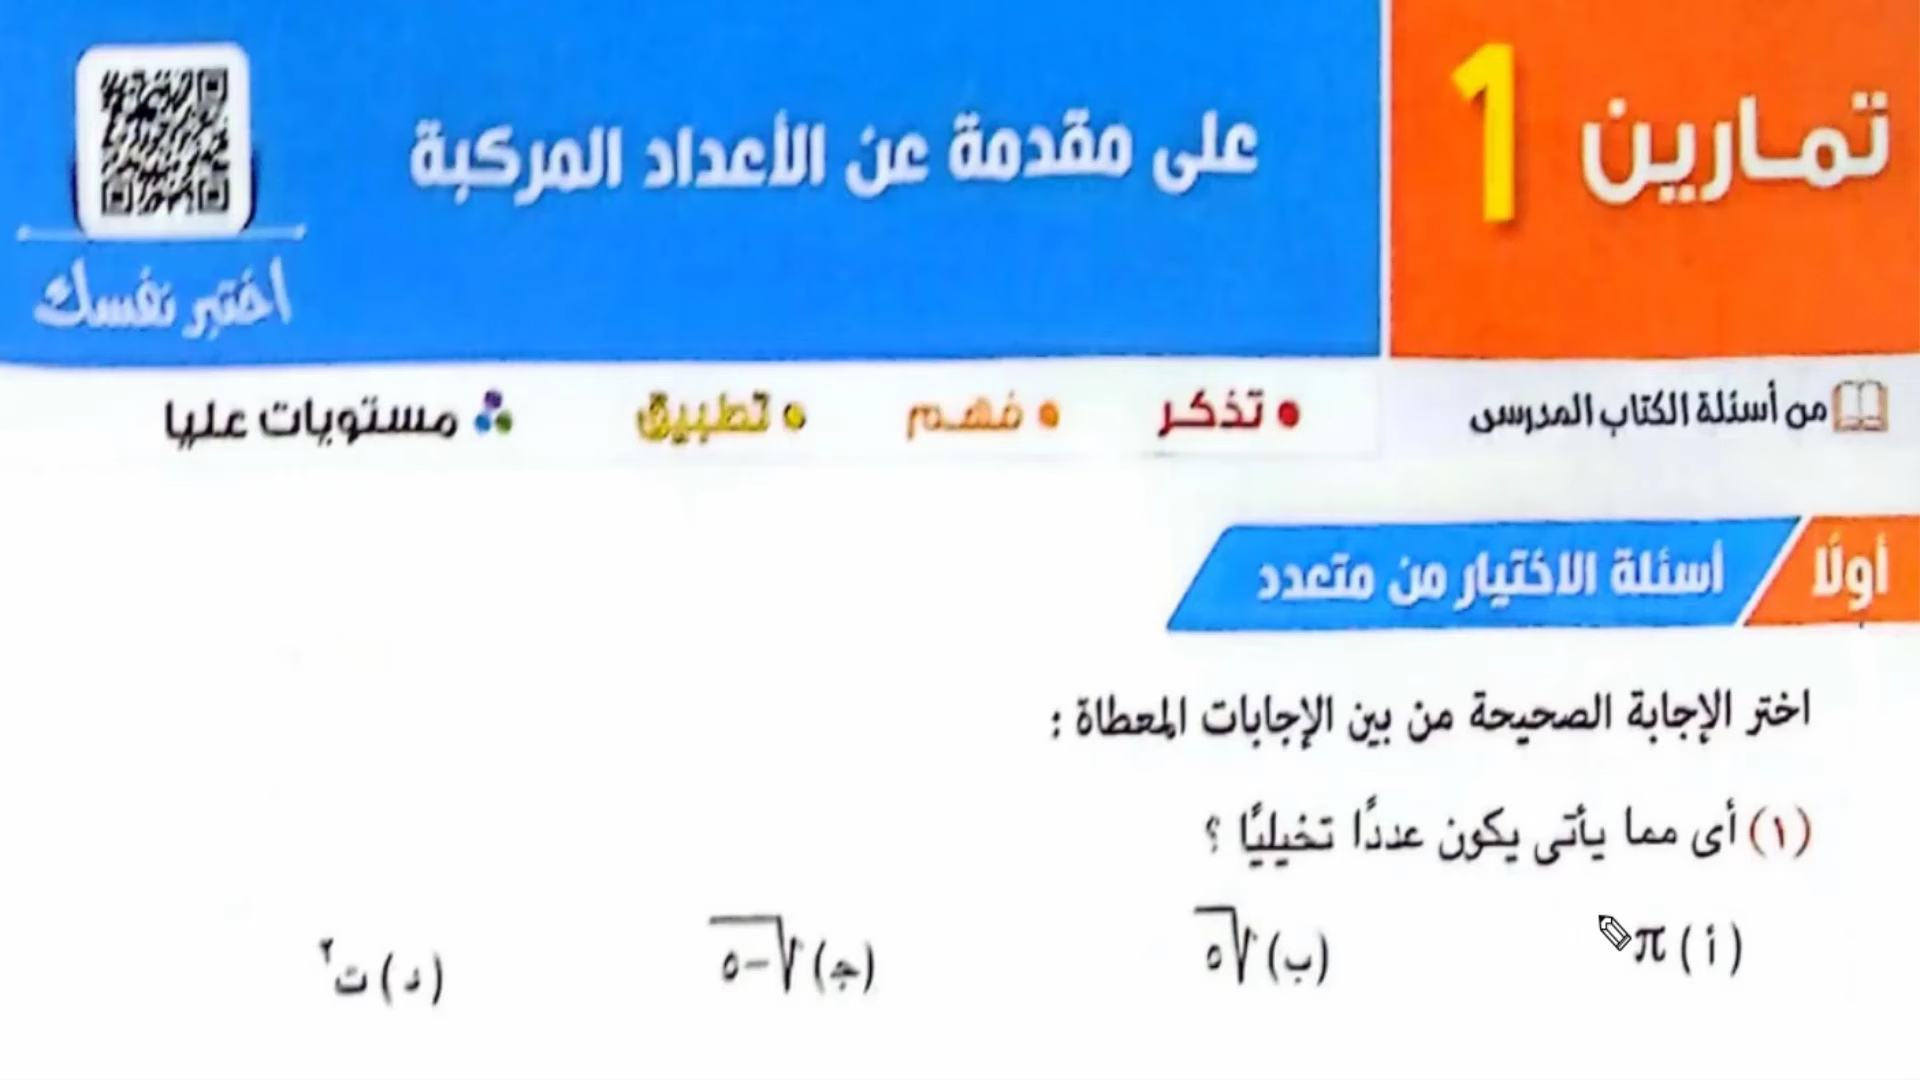 تمارين 1
على مقدمة عن الأعداد المركبة
اختبر نفسك
من أسئلة الكتاب المدرسى • تذكر • فهم • تطبيق مستويات عليا
أولًا أسئلة الاختيار من متعدد
اختر الإجابة الصحيحة من بين الإجابات المعطاة :
(١) أى مما يأتى يكون عددًا تخيليًا ؟
(أ) π (ب) √٥ (جـ) √−٥ (د) ت٢